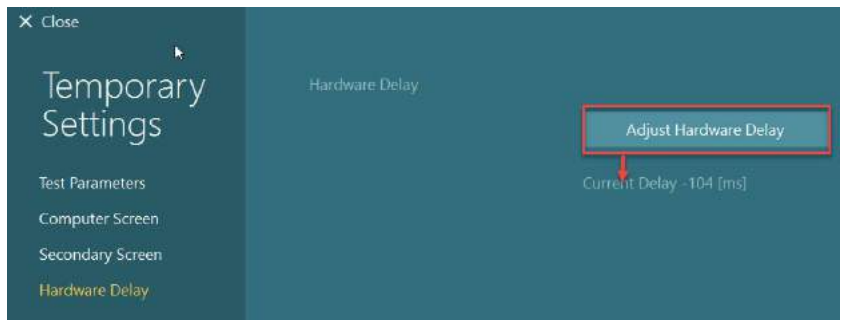 X Close
Temporary
Settings
Test Parameters
Computer Screen
Secondary Screen
Hardware Delay
Hardware Delay
Adjust Hardware Delay
Current Delay -104 [ms]